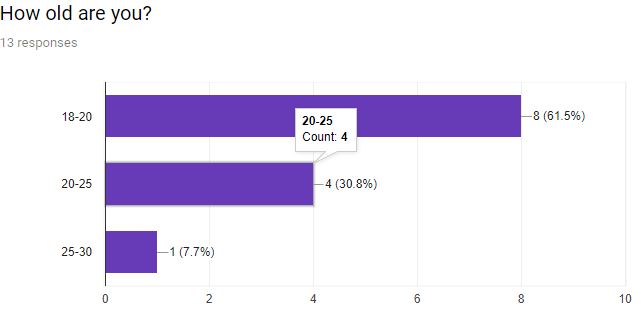 How old are you?
13 responses
18-20
8 (61.5%)
20-25
Count: 4
20-25
4 (30.8%)
25-30
1 (7.7%)
0 2 4 6 8 10